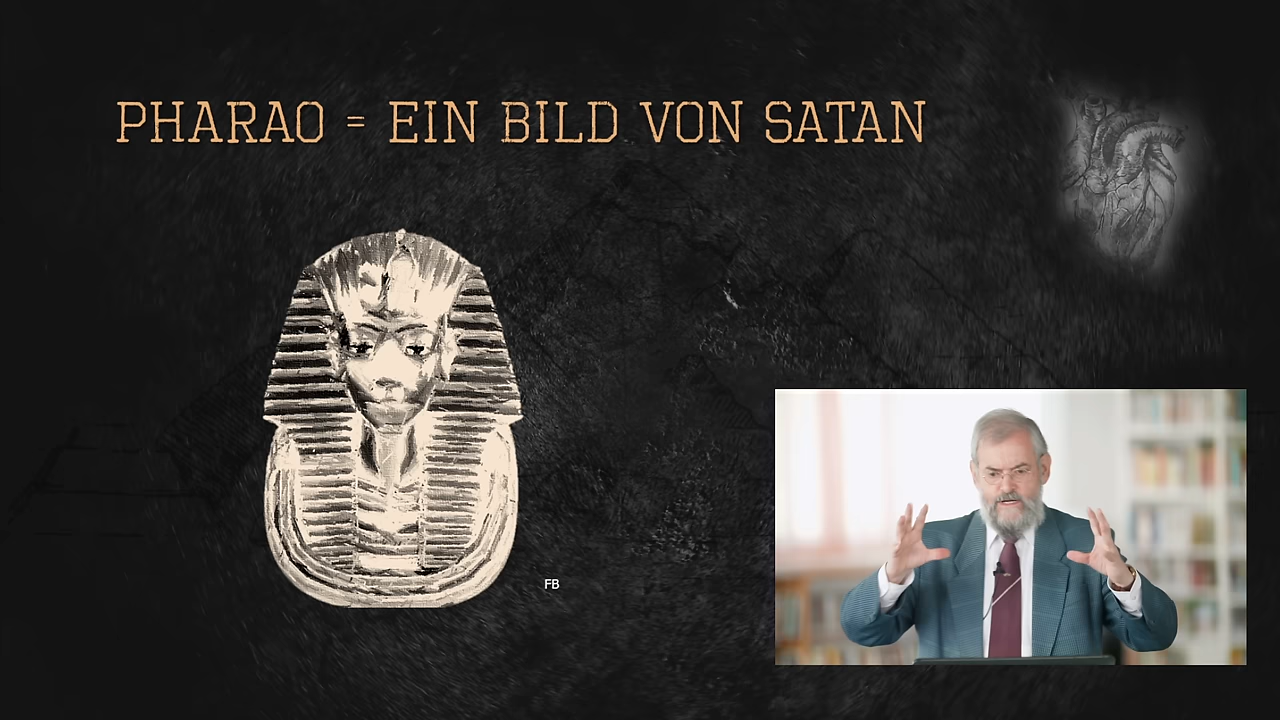 PHARAO = EIN BILD VON SATAN
FB